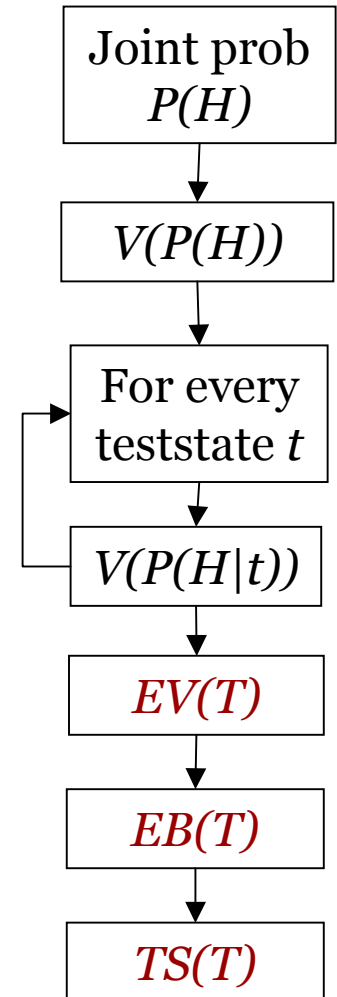 Joint prob
P(H)
V(P(H))
For every
teststate t
V(P(H|t))
EV(T)
EB(T)
TS(T)